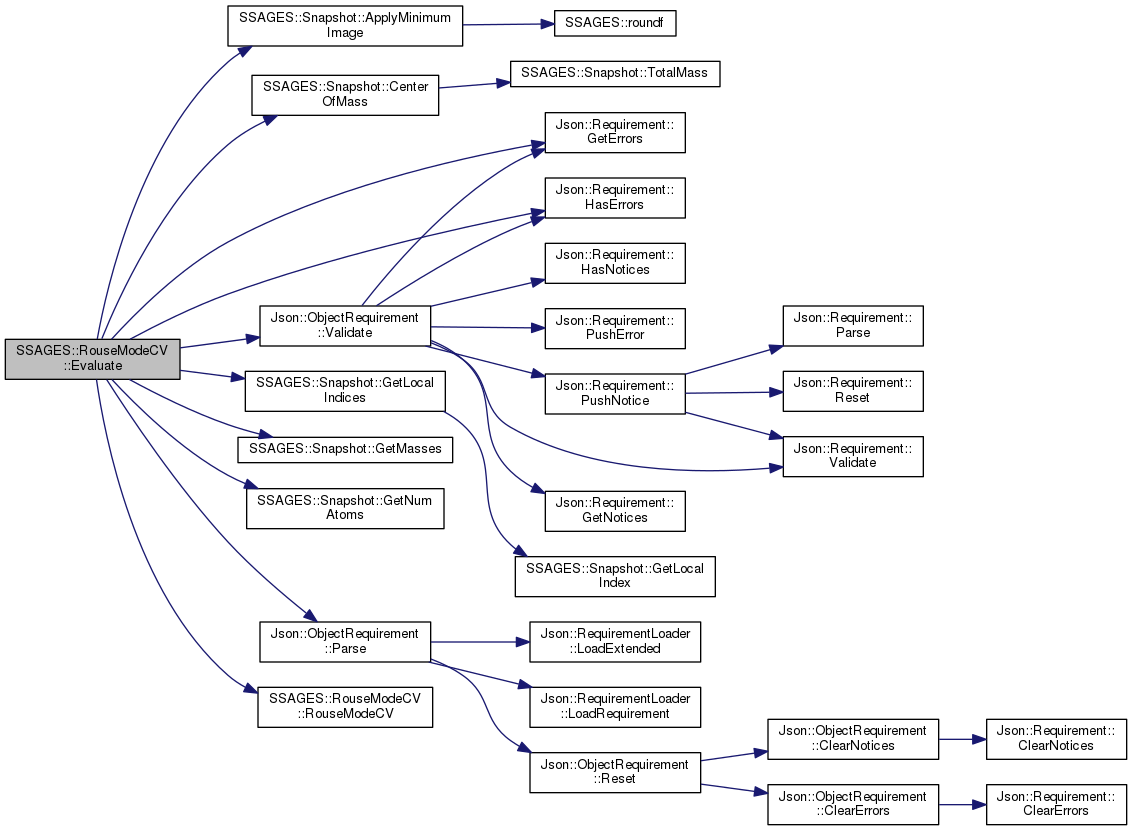 SSAGES::RouseModeCV
::Evaluate
SSAGES::Snapshot::ApplyMinimum
Image
SSAGES::roundf
SSAGES::Snapshot::Center
OfMass
SSAGES::Snapshot::TotalMass
Json::Requirement::
GetErrors
Json::Requirement::
HasErrors
Json::ObjectRequirement
::Validate
Json::Requirement::
HasNotices
Json::Requirement::
PushError
Json::Requirement::
PushNotice
Json::Requirement::
Parse
Json::Requirement::
Reset
Json::Requirement::
Validate
Json::Requirement::
GetNotices
SSAGES::Snapshot::GetLocal
Indices
SSAGES::Snapshot::GetLocal
Index
SSAGES::Snapshot::GetMasses
SSAGES::Snapshot::GetNum
Atoms
Json::ObjectRequirement
::Parse
Json::RequirementLoader
::LoadExtended
Json::RequirementLoader
::LoadRequirement
Json::ObjectRequirement
::Reset
Json::ObjectRequirement
::ClearNotices
Json::Requirement::
ClearNotices
Json::ObjectRequirement
::ClearErrors
Json::Requirement::
ClearErrors
SSAGES::RouseModeCV
::RouseModeCV